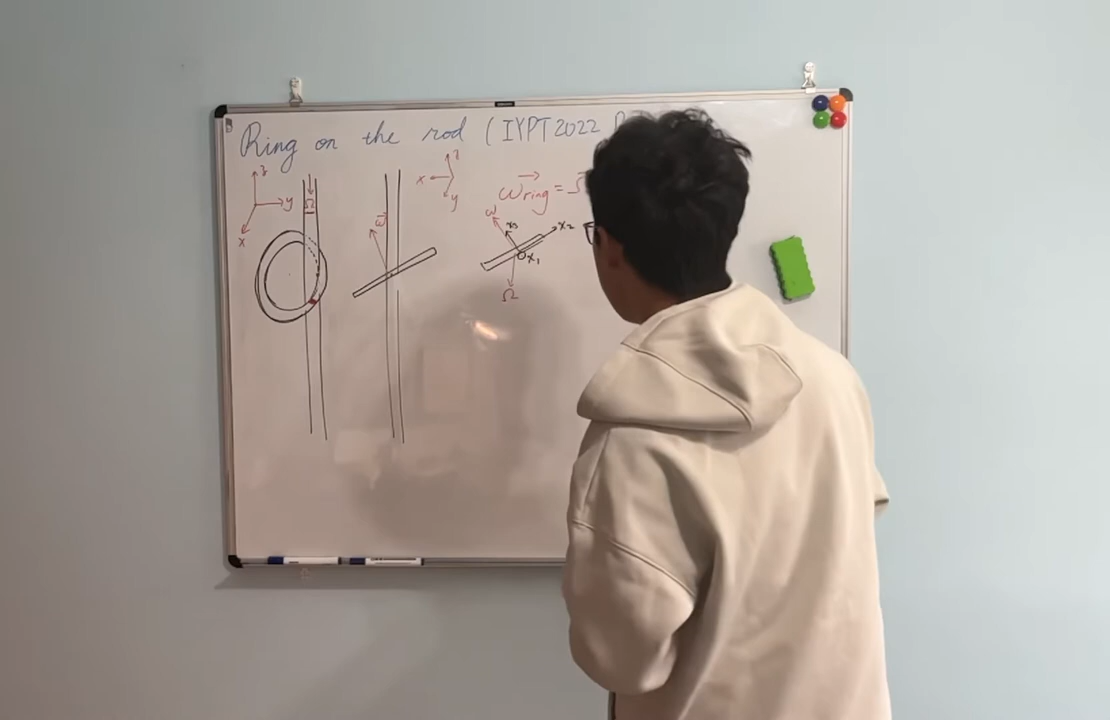 Ring on the rod (IYPT 2022
z
y
x
Ω
ω
z
x
y
ω ring =
ω
x3
x2
x1
Ω